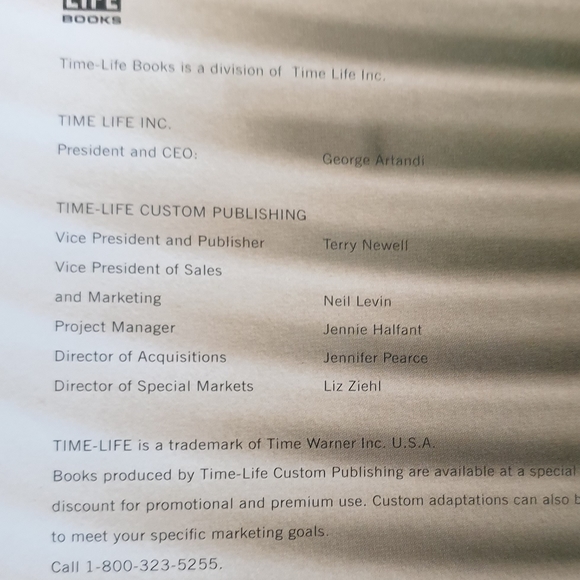 LIFE
BOOKS
Time-Life Books is a division of Time Life Inc.
TIME LIFE INC.
President and CEO: George Artandi
TIME-LIFE CUSTOM PUBLISHING
Vice President and Publisher Terry Newell
Vice President of Sales
and Marketing Neil Levin
Project Manager Jennie Halfant
Director of Acquisitions Jennifer Pearce
Director of Special Markets Liz Ziehl
TIME-LIFE is a trademark of Time Warner Inc. U.S.A.
Books produced by Time-Life Custom Publishing are available at a special
discount for promotional and premium use. Custom adaptations can also
to meet your specific marketing goals.
Call 1-800-323-5255.